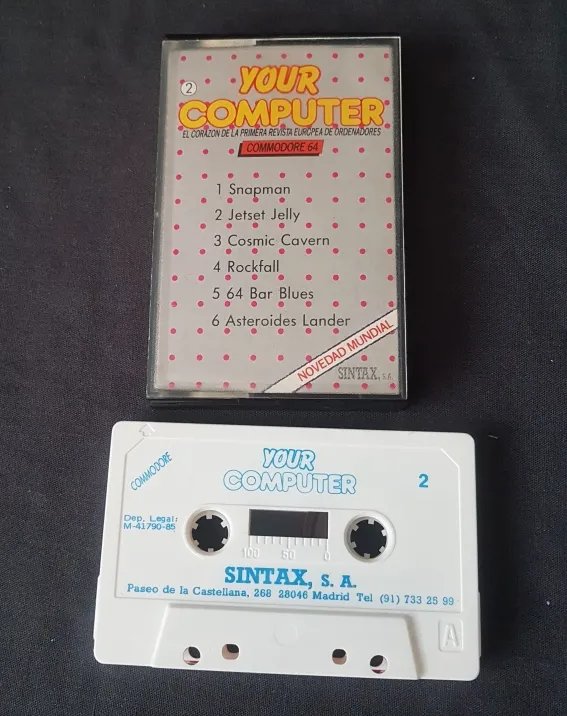 2
YOUR
COMPUTER
EL CORAZON DE LA PRIMERA REVISTA EUROPEA DE ORDENADORES
COMMODORE 64
1 Snapman
2 Jetset Jelly
3 Cosmic Cavern
4 Rockfall
5 64 Bar Blues
6 Asteroides Lander
NOVEDAD MUNDIAL
SINTAX, S.A.
COMMODORE
YOUR
COMPUTER
2
Dep. Legal:
M-41790-85
100 50 0
SINTAX, S. A.
Paseo de la Castellana, 268 28046 Madrid Tel (91) 733 25 99
A